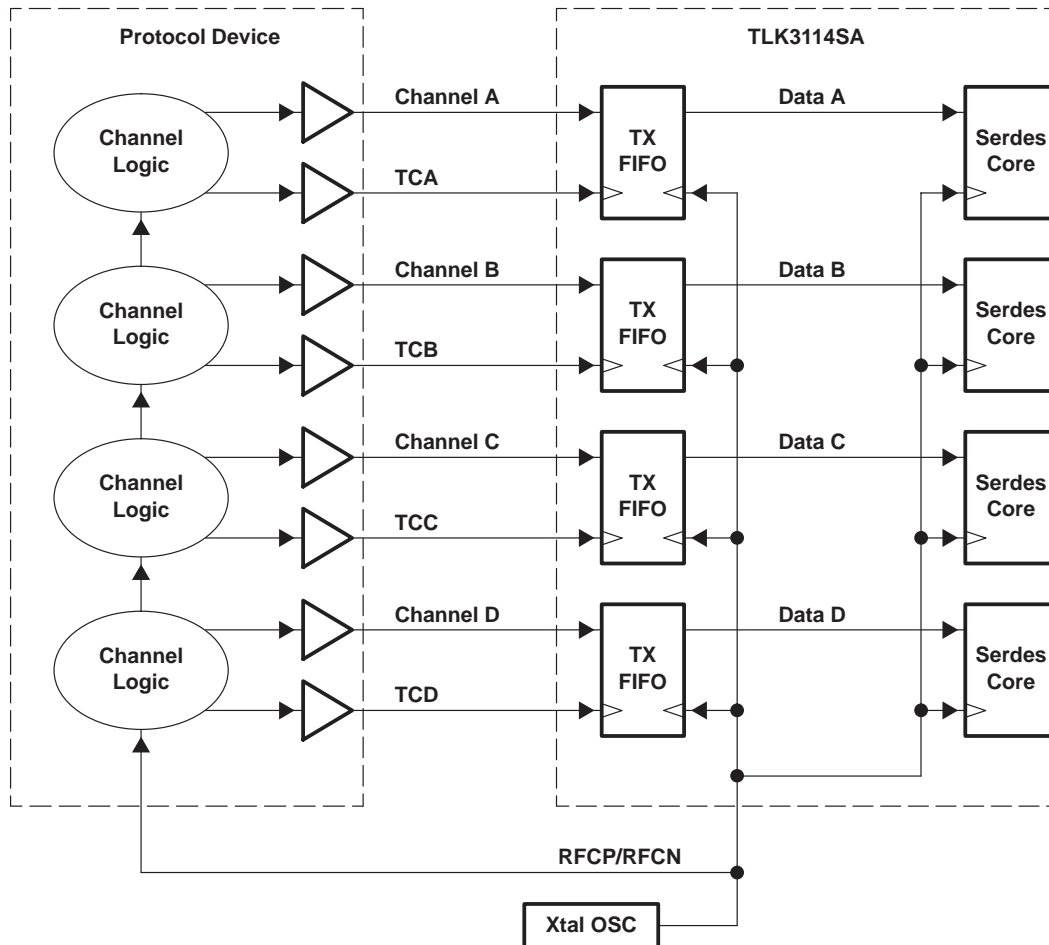 Protocol Device
TLK3114SA
Channel A
Data A
Channel
Logic
TX
FIFO
Serdes
Core
TCA
Channel B
Data B
Channel
Logic
TX
FIFO
Serdes
Core
TCB
Channel C
Data C
Channel
Logic
TX
FIFO
Serdes
Core
TCC
Channel D
Data D
Channel
Logic
TX
FIFO
Serdes
Core
TCD
RFCP/RFCN
Xtal OSC